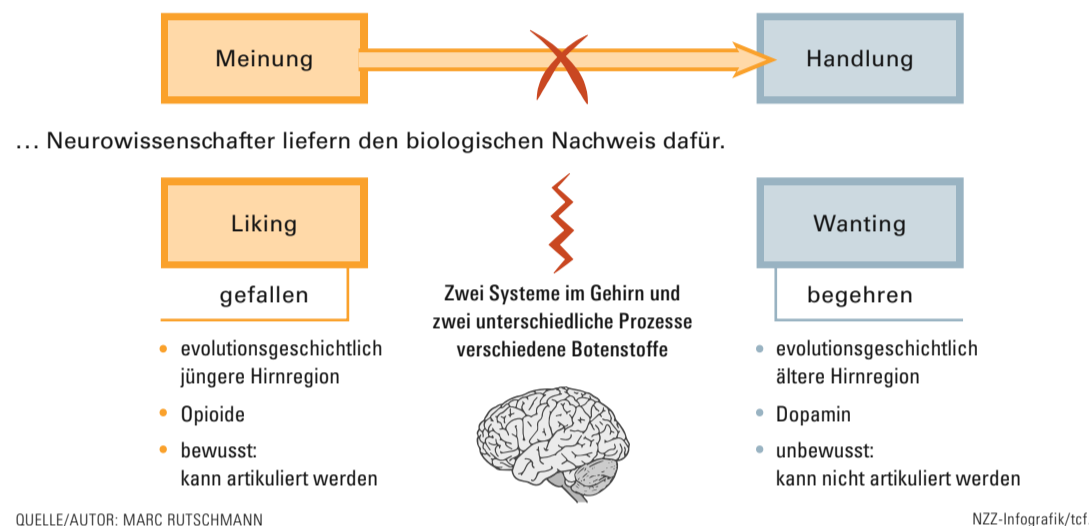 Meinung
Handlung
… Neurowissenschafter liefern den biologischen Nachweis dafür.
Liking
Wanting
gefallen
begehren
Zwei Systeme im Gehirn und
zwei unterschiedliche Prozesse
verschiedene Botenstoffe
• evolutionsgeschichtlich
jüngere Hirnregion
• Opioide
• bewusst:
kann artikuliert werden
• evolutionsgeschichtlich
ältere Hirnregion
• Dopamin
• unbewusst:
kann nicht artikuliert werden
QUELLE/AUTOR: MARC RUTSCHMANN
NZZ-Infografik/tcf